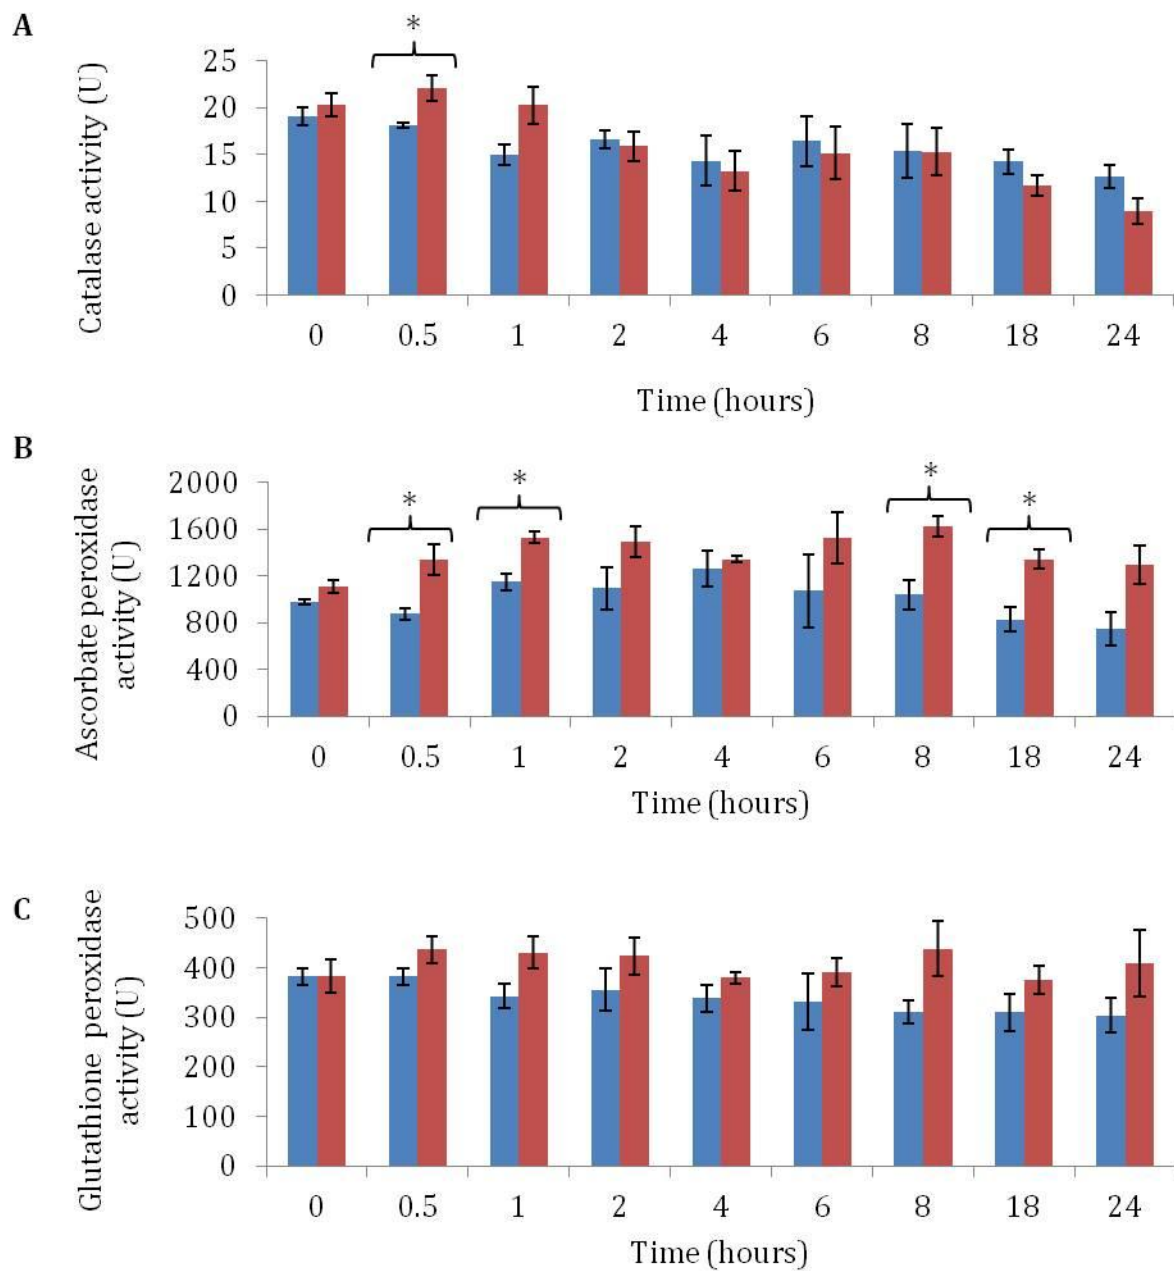 A
*
Catalase activity (U)
25
20
15
10
5
0
0 0.5 1 2 4 6 8 18 24
Time (hours)
B
* * * *
Ascorbate peroxidase
activity (U)
2000
1600
1200
800
400
0
0 0.5 1 2 4 6 8 18 24
Time (hours)
C
Glutathione peroxidase
activity (U)
500
400
300
200
100
0
0 0.5 1 2 4 6 8 18 24
Time (hours)